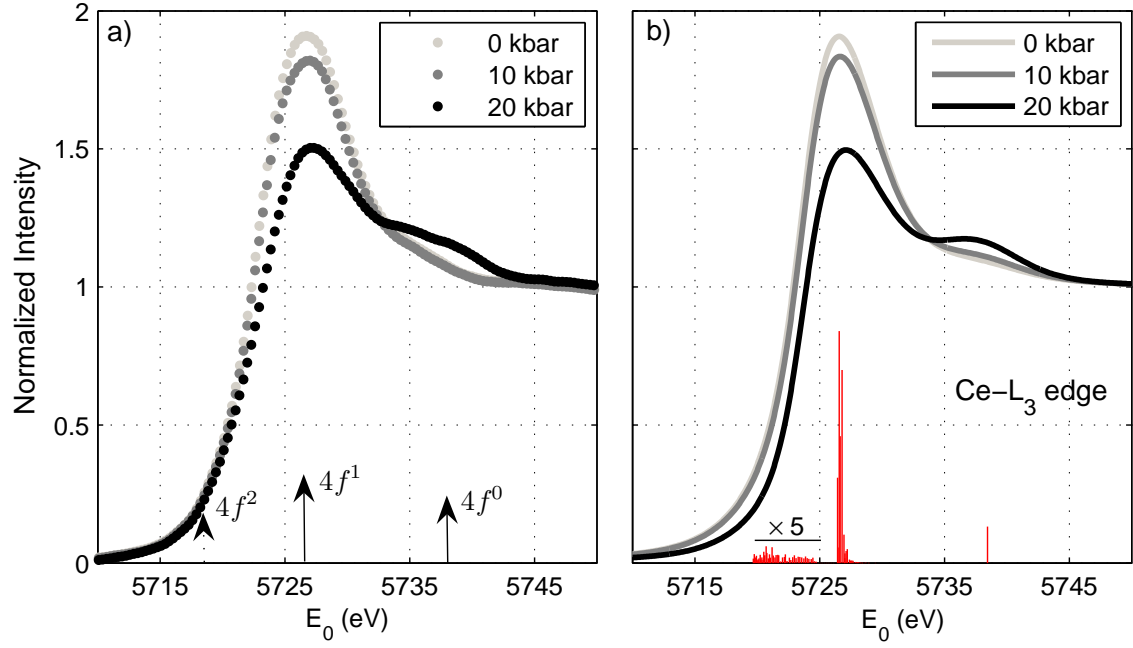 a)
0 kbar
10 kbar
20 kbar
Normalized Intensity
2
1.5
1
0.5
0
4f²
4f¹
4f⁰
5715 5725 5735 5745
E₀ (eV)
b)
0 kbar
10 kbar
20 kbar
Ce−L₃ edge
× 5
5715 5725 5735 5745
E₀ (eV)